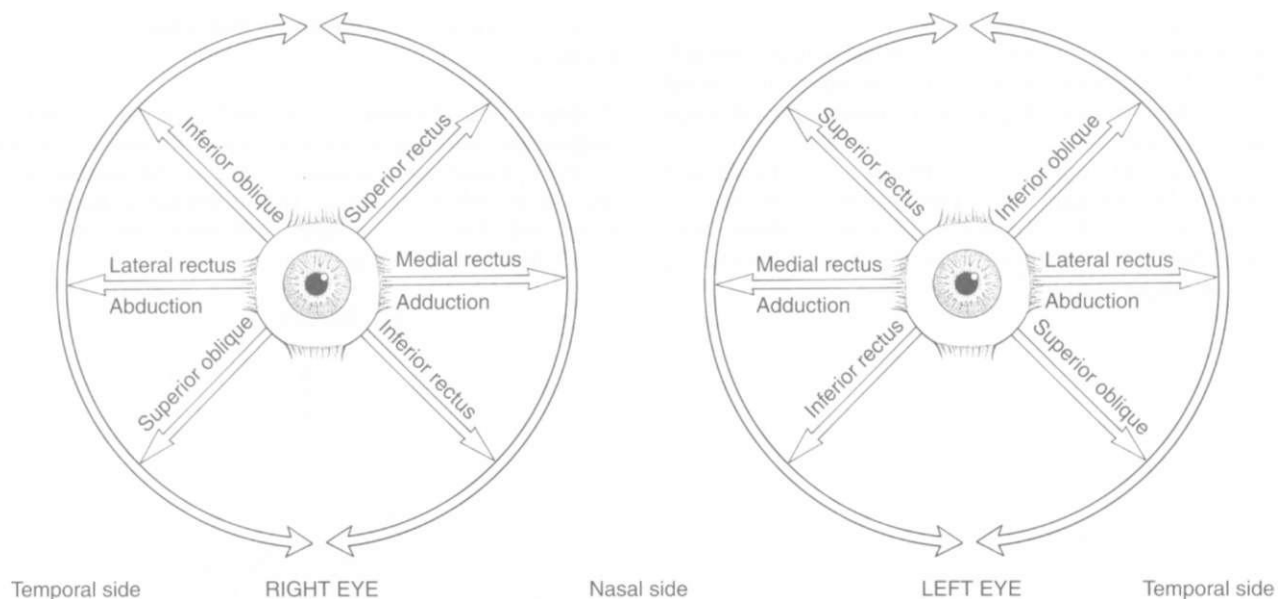 Inferior oblique
Superior rectus
Lateral rectus
Abduction
Medial rectus
Adduction
Superior oblique
Inferior rectus
Superior rectus
Inferior oblique
Medial rectus
Adduction
Lateral rectus
Abduction
Inferior rectus
Superior oblique
Temporal side RIGHT EYE Nasal side LEFT EYE Temporal side